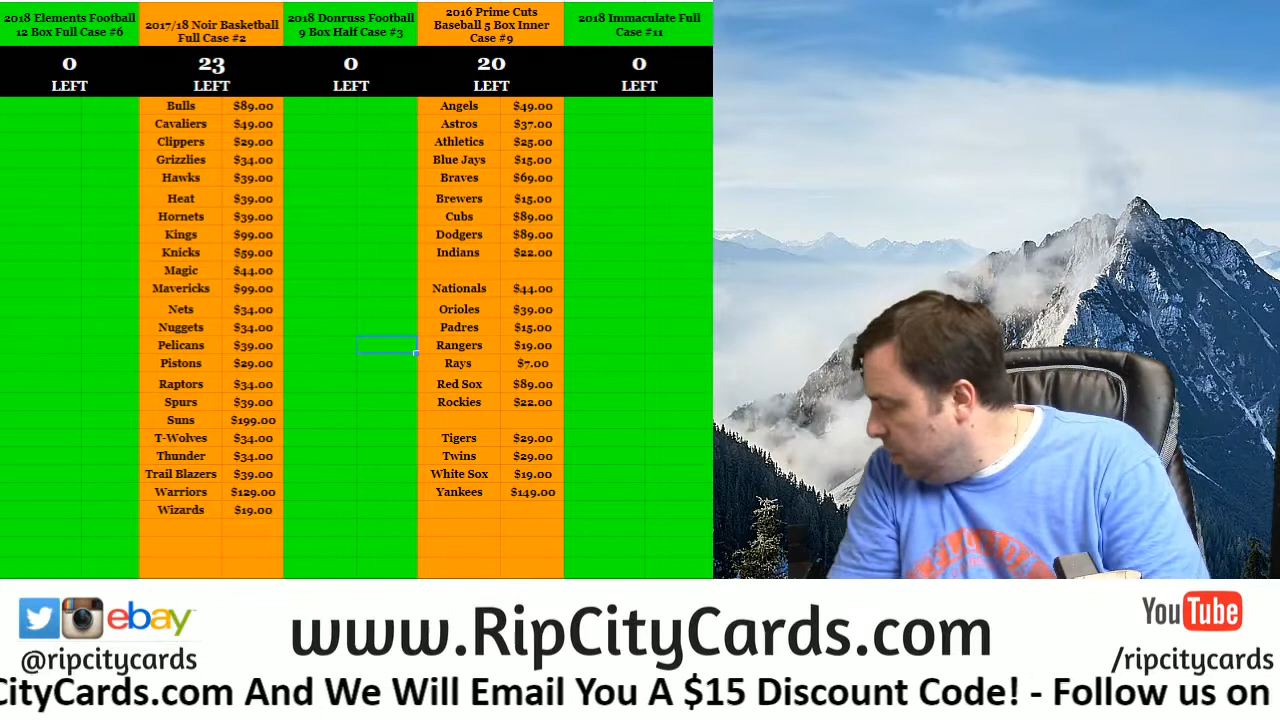 2018 Elements Football
12 Box Full Case #6
2017/18 Noir Basketball
Full Case #2
2018 Donruss Football
9 Box Half Case #3
2016 Prime Cuts
Baseball 5 Box Inner
Case #9
2018 Immaculate Full
Case #11
0 23 0 20 0
LEFT LEFT LEFT LEFT LEFT
Bulls $89.00 Angels $49.00
Cavaliers $49.00 Astros $37.00
Clippers $29.00 Athletics $25.00
Grizzlies $34.00 Blue Jays $15.00
Hawks $39.00 Braves $69.00
Heat $39.00 Brewers $15.00
Hornets $39.00 Cubs $89.00
Kings $99.00 Dodgers $89.00
Knicks $59.00 Indians $22.00
Magic $44.00
Mavericks $99.00 Nationals $44.00
Nets $34.00 Orioles $39.00
Nuggets $34.00 Padres $15.00
Pelicans $39.00 Rangers $19.00
Pistons $29.00 Rays $7.00
Raptors $34.00 Red Sox $89.00
Spurs $39.00 Rockies $22.00
Suns $199.00
T-Wolves $34.00 Tigers $29.00
Thunder $34.00 Twins $29.00
Trail Blazers $39.00 White Sox $19.00
Warriors $129.00 Yankees $149.00
Wizards $19.00
ebay
@ripcitycards
www.RipCityCards.com
YouTube
/ripcitycards
CityCards.com And We Will Email You A $15 Discount Code! - Follow us on